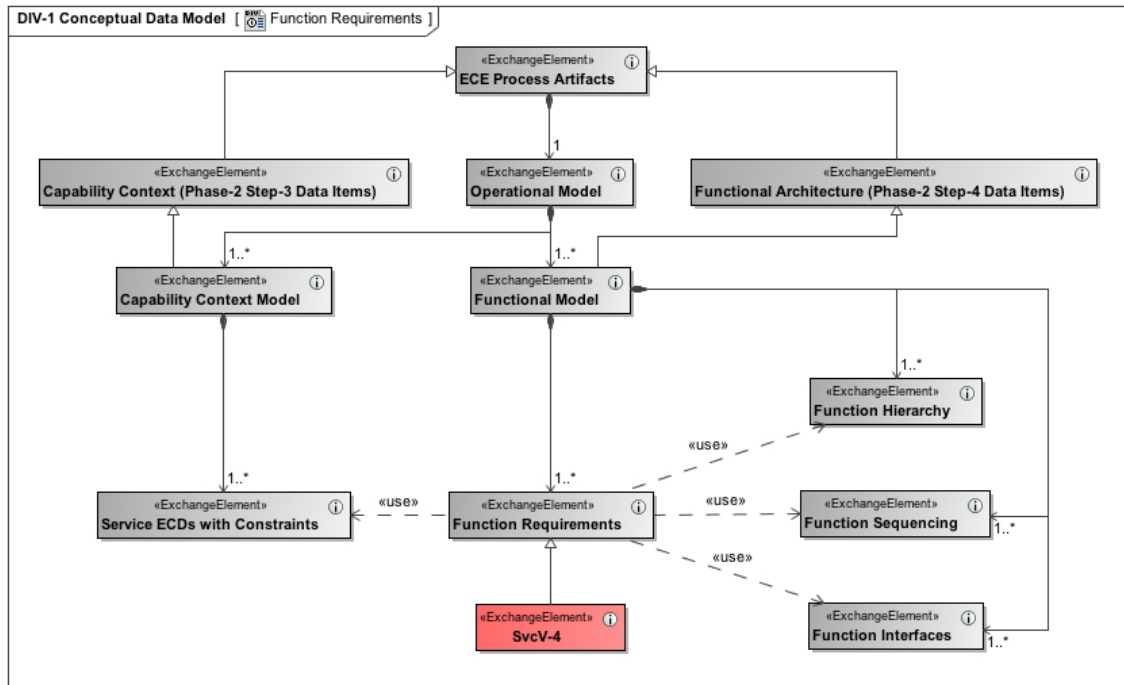 DIV-1 Conceptual Data Model [ DIV-1 Function Requirements ]
«ExchangeElement»
ECE Process Artifacts
1
«ExchangeElement»
Capability Context (Phase-2 Step-3 Data Items)
«ExchangeElement»
Operational Model
«ExchangeElement»
Functional Architecture (Phase-2 Step-4 Data Items)
1..*
1..*
«ExchangeElement»
Capability Context Model
«ExchangeElement»
Functional Model
1..*
«ExchangeElement»
Function Hierarchy
«use»
1..*
1..*
«ExchangeElement»
Service ECDs with Constraints
«use»
«ExchangeElement»
Function Requirements
«use»
«ExchangeElement»
Function Sequencing
1..*
«use»
«ExchangeElement»
SvcV-4
«ExchangeElement»
Function Interfaces
1..*